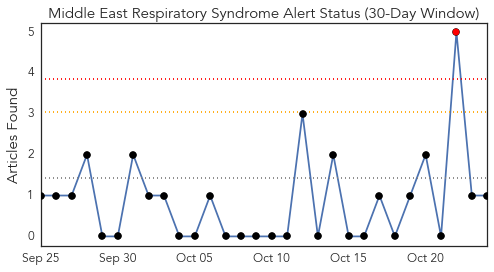 Middle East Respiratory Syndrome Alert Status (30-Day Window)
Articles Found
5
4
3
2
1
0
Sep 25 Sep 30 Oct 05 Oct 10 Oct 15 Oct 20